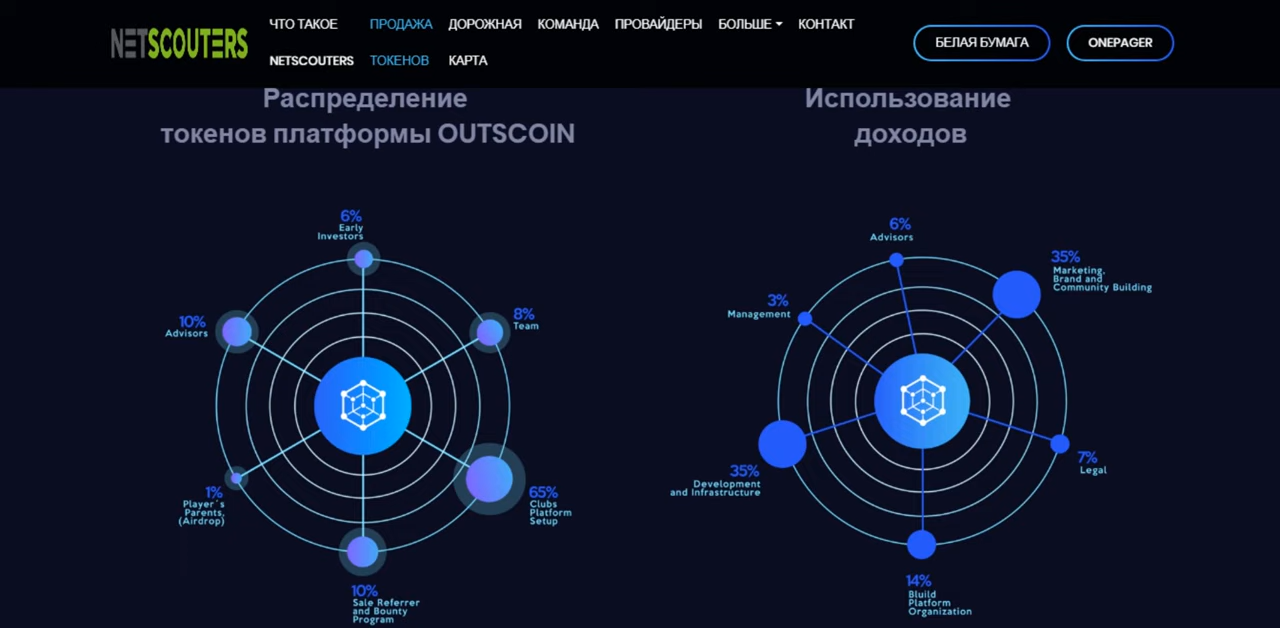 NETSCOUTERS
ЧТО ТАКОЕ NETSCOUTERS
ПРОДАЖА ТОКЕНОВ
ДОРОЖНАЯ КАРТА
КОМАНДА
ПРОВАЙДЕРЫ
БОЛЬШЕ
КОНТАКТ
БЕЛАЯ БУМАГА
ONEPAGER
Распределение
токенов платформы OUTSCOIN
6%
Early
Investors
8%
Team
10%
Advisors
65%
Clubs
Platform
Setup
1%
Player´s
Parents,
(Airdrop)
10%
Sale Referrer
and Bounty
Program
Использование
доходов
6%
Advisors
35%
Marketing,
Brand and
Community Building
3%
Management
7%
Legal
35%
Development
and Infrastructure
14%
Bluild
Platform
Organization